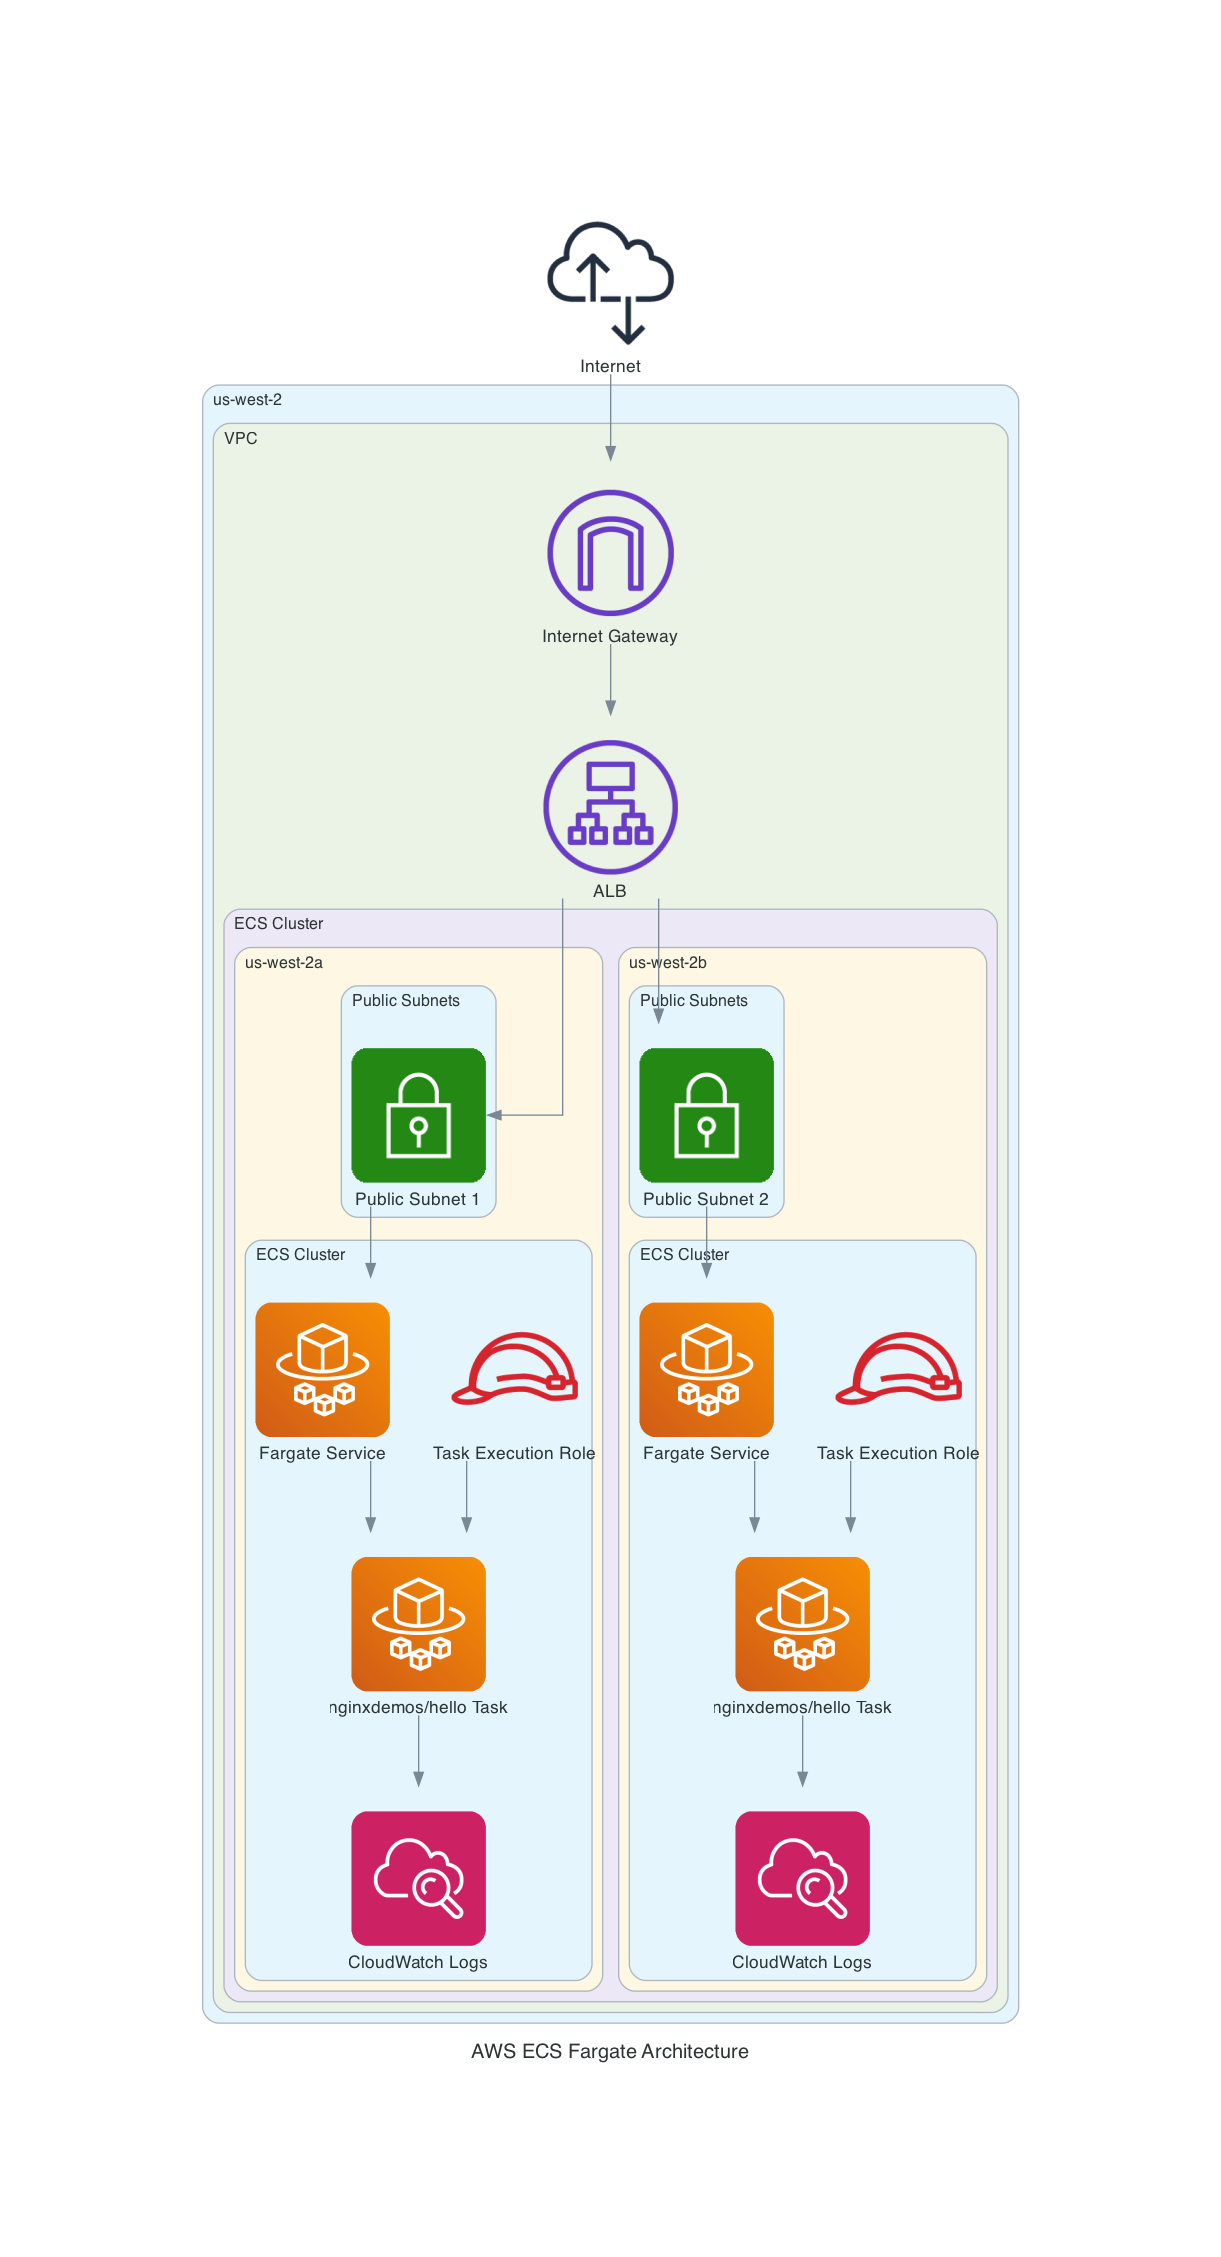 Internet
us-west-2
VPC
Internet Gateway
ALB
ECS Cluster
us-west-2a
us-west-2b
Public Subnets
Public Subnets
Public Subnet 1
Public Subnet 2
ECS Cluster
ECS Cluster
Fargate Service
Task Execution Role
Fargate Service
Task Execution Role
nginxdemos/hello Task
nginxdemos/hello Task
CloudWatch Logs
CloudWatch Logs
AWS ECS Fargate Architecture